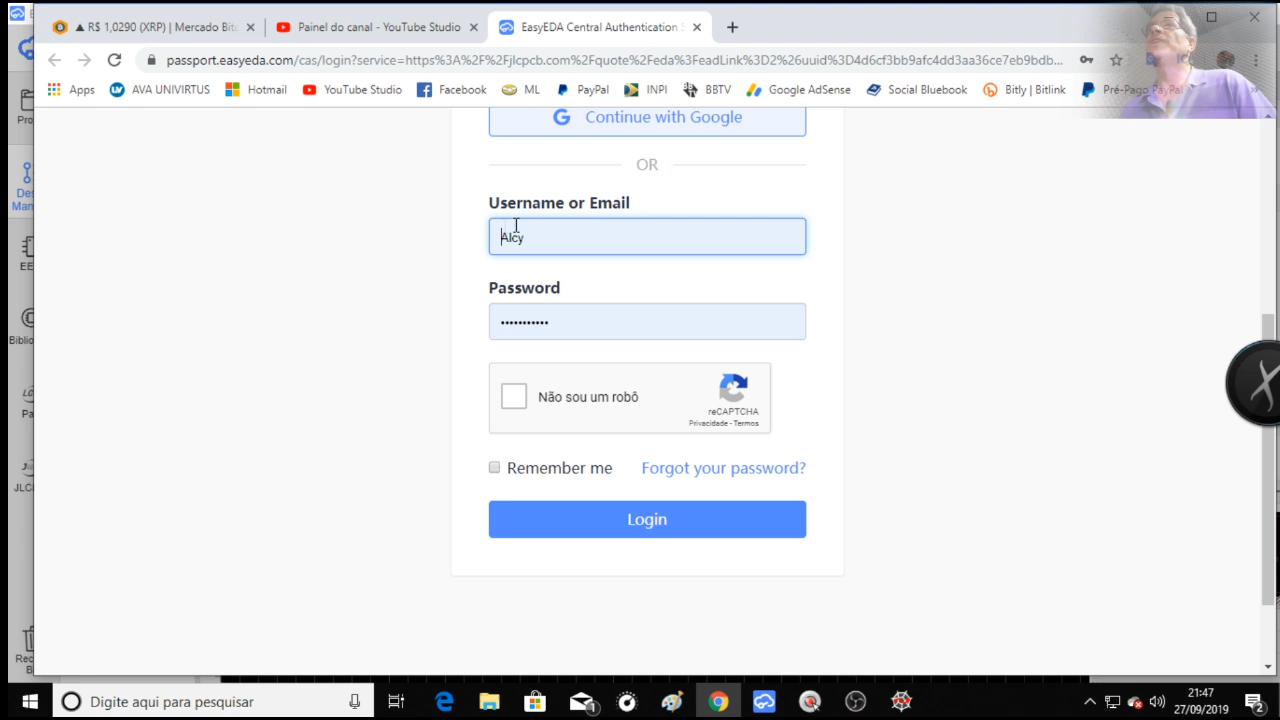 ▲ R$ 1,0290 (XRP) | Mercado Bit
Painel do canal - YouTube Studio
EasyEDA Central Authentication
passport.easyeda.com/cas/login?service=https%3A%2F%2Fjlcpcb.com%2Fquote%2Feda%3FeadLink%3D2%26uuid%3D4d6cf3bb9afc4dd3aa36ce7eb9bdb...
Apps
AVA UNIVIRTUS
Hotmail
YouTube Studio
Facebook
ML
PayPal
INPI
BBTV
Google AdSense
Social Bluebook
Bitly | Bitlink
Pré-Pago PayPal
Continue with Google
OR
Username or Email
Alcy
Password
Não sou um robô
reCAPTCHA
Privacidade - Termos
Remember me
Forgot your password?
Login
Digite aqui para pesquisar
21:47
27/09/2019